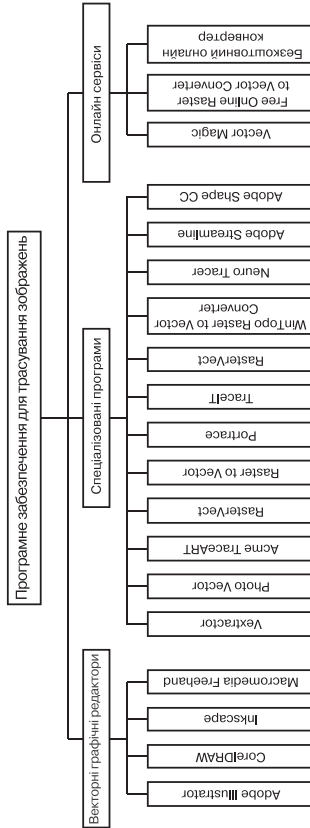 Програмне забезпечення для трасування зображень
Векторні графічні редактори
Adobe Illustrator
CorelDRAW
Inkscape
Macromedia Freehand
Спеціалізовані програми
Vextractor
Photo Vector
Acme TraceART
RasterVect
Raster to Vector
Portrace
TraceIT
RasterVect
WinTopo Raster to Vector
Converter
Neuro Tracer
Adobe Streamline
Adobe Shape CC
Онлайн сервіси
Vector Magic
Free Online Raster
to Vector Converter
Безкоштовний онлайн
конвертер